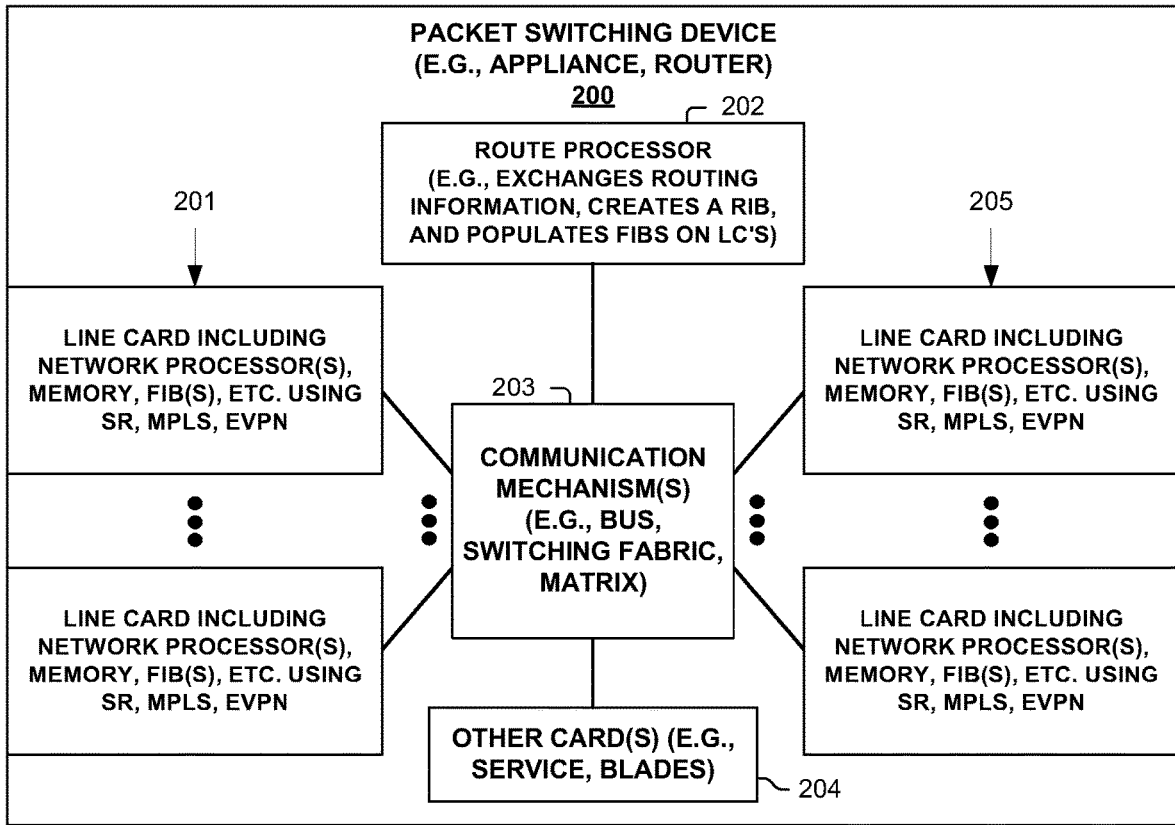 PACKET SWITCHING DEVICE
(E.G., APPLIANCE, ROUTER)
200
202
ROUTE PROCESSOR
(E.G., EXCHANGES ROUTING
INFORMATION, CREATES A RIB,
AND POPULATES FIBS ON LC'S)
201
LINE CARD INCLUDING
NETWORK PROCESSOR(S),
MEMORY, FIB(S), ETC. USING
SR, MPLS, EVPN
LINE CARD INCLUDING
NETWORK PROCESSOR(S),
MEMORY, FIB(S), ETC. USING
SR, MPLS, EVPN
203
COMMUNICATION
MECHANISM(S)
(E.G., BUS,
SWITCHING FABRIC,
MATRIX)
205
LINE CARD INCLUDING
NETWORK PROCESSOR(S),
MEMORY, FIB(S), ETC. USING
SR, MPLS, EVPN
LINE CARD INCLUDING
NETWORK PROCESSOR(S),
MEMORY, FIB(S), ETC. USING
SR, MPLS, EVPN
OTHER CARD(S) (E.G.,
SERVICE, BLADES)
204